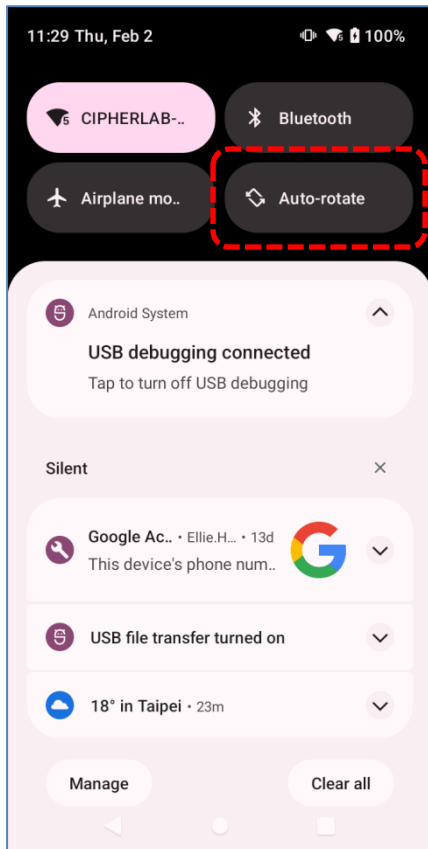 11:29 Thu, Feb 2 100%
CIPHERLAB-.. Bluetooth
Airplane mo.. Auto-rotate
Android System
USB debugging connected
Tap to turn off USB debugging
Silent
Google Ac.. • Ellie.H... • 13d
This device's phone num..
USB file transfer turned on
18° in Taipei • 23m
Manage Clear all